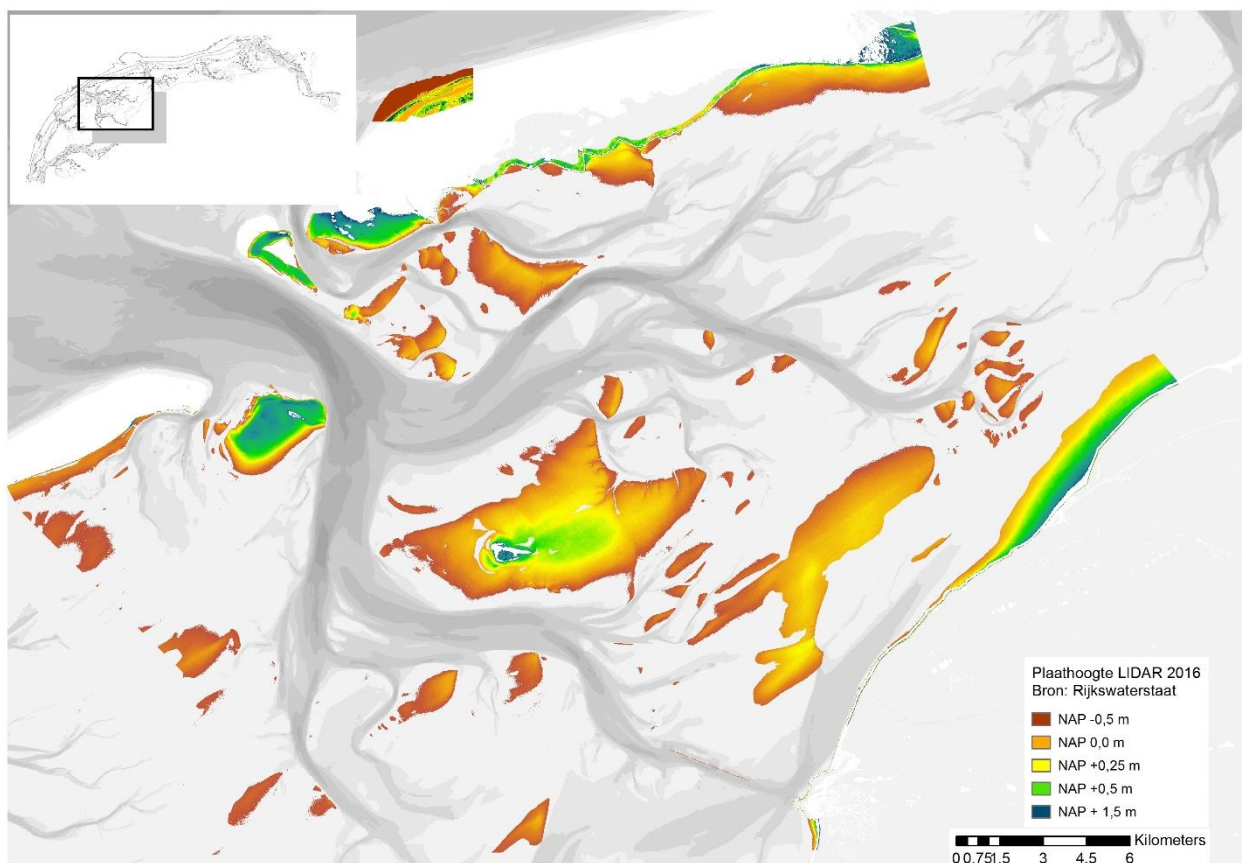 Plaathoogte LIDAR 2016
Bron: Rijkswaterstaat
NAP -0,5 m
NAP 0,0 m
NAP +0,25 m
NAP +0,5 m
NAP + 1,5 m
Kilometers
0 0.75 1.5 3 4.5 6